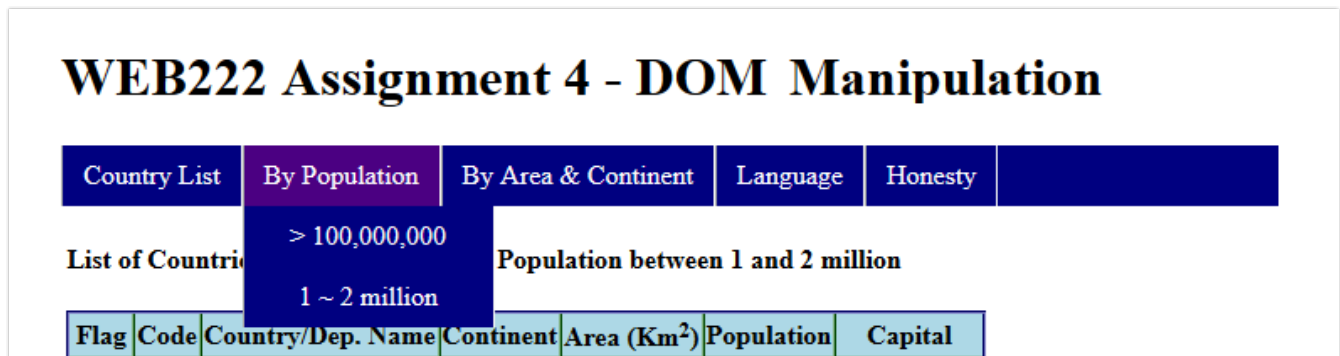 WEB222 Assignment 4 - DOM Manipulation
Country List By Population By Area & Continent Language Honesty
> 100,000,000
List of Countrie Population between 1 and 2 million
1 ~ 2 million
Flag Code Country/Dep. Name Continent Area (Km²) Population Capital